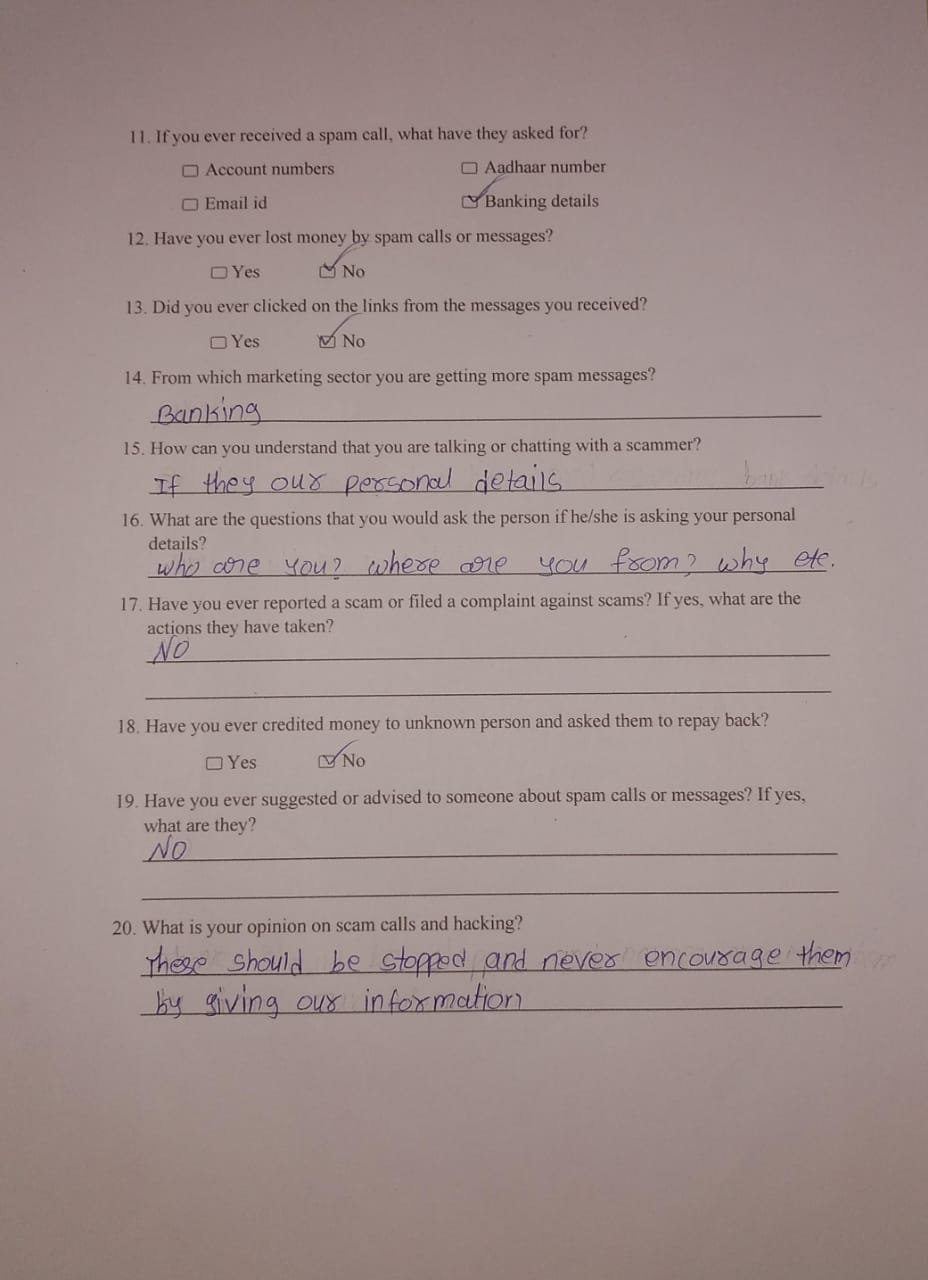 11. If you ever received a spam call, what have they asked for?
☐ Account numbers ☐ Aadhaar number
☐ Email id ☑ Banking details
12. Have you ever lost money by spam calls or messages?
☐ Yes ☑ No
13. Did you ever clicked on the links from the messages you received?
☐ Yes ☑ No
14. From which marketing sector you are getting more spam messages?
Banking
15. How can you understand that you are talking or chatting with a scammer?
If they our personal details
16. What are the questions that you would ask the person if he/she is asking your personal
details?
who are you? where are you from? why etc.
17. Have you ever reported a scam or filed a complaint against scams? If yes, what are the
actions they have taken?
NO
18. Have you ever credited money to unknown person and asked them to repay back?
☐ Yes ☑ No
19. Have you ever suggested or advised to someone about spam calls or messages? If yes,
what are they?
NO
20. What is your opinion on scam calls and hacking?
These should be stopped and never encourage them
by giving our information